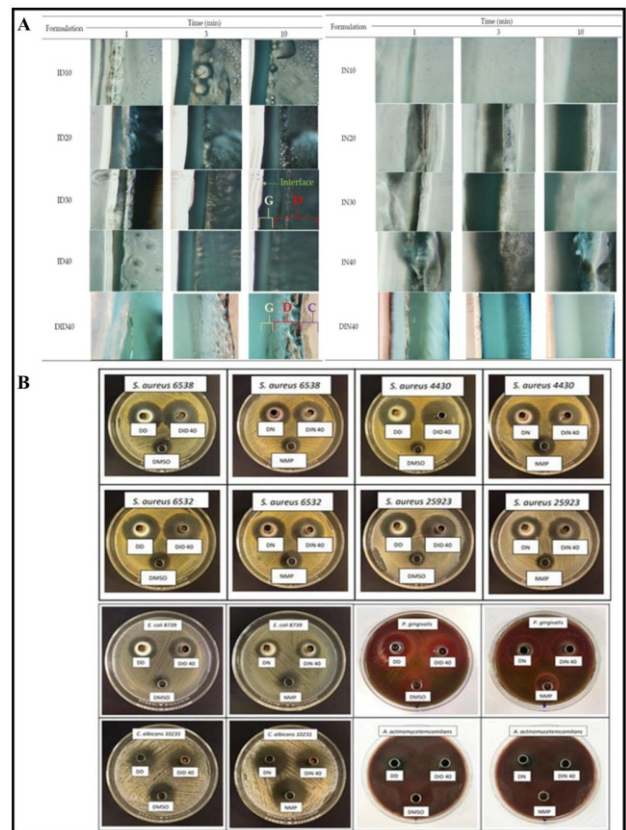 A
Formulation
Time (min)
1
3
10
ID10
ID20
ID30
Interface
G
D
ID40
DID40
G
D
C
Formulation
Time (min)
1
3
10
IN10
IN20
IN30
IN40
DIN40
B
S. aureus 6538
DD
DID 40
DMSO
S. aureus 6538
DN
DIN 40
NMP
S. aureus 4430
DD
DID 40
DMSO
S. aureus 4430
DN
DIN 40
NMP
S. aureus 6532
DD
DID 40
DMSO
S. aureus 6532
DN
DIN 40
NMP
S. aureus 25923
DD
DID 40
DMSO
S. aureus 25923
DN
DIN 40
NMP
E. coli 8739
DD
DID 40
DMSO
E. coli 8739
DN
DIN 40
NMP
P. gingivalis
DD
DID 40
DMSO
P. gingivalis
DN
DIN 40
NMP
C. albicans 10231
DD
DID 40
DMSO
C. albicans 10231
DN
DIN 40
NMP
A. actinomycetemcomitans
DD
DID 40
DMSO
A. actinomycetemcomitans
DN
DIN 40
NMP